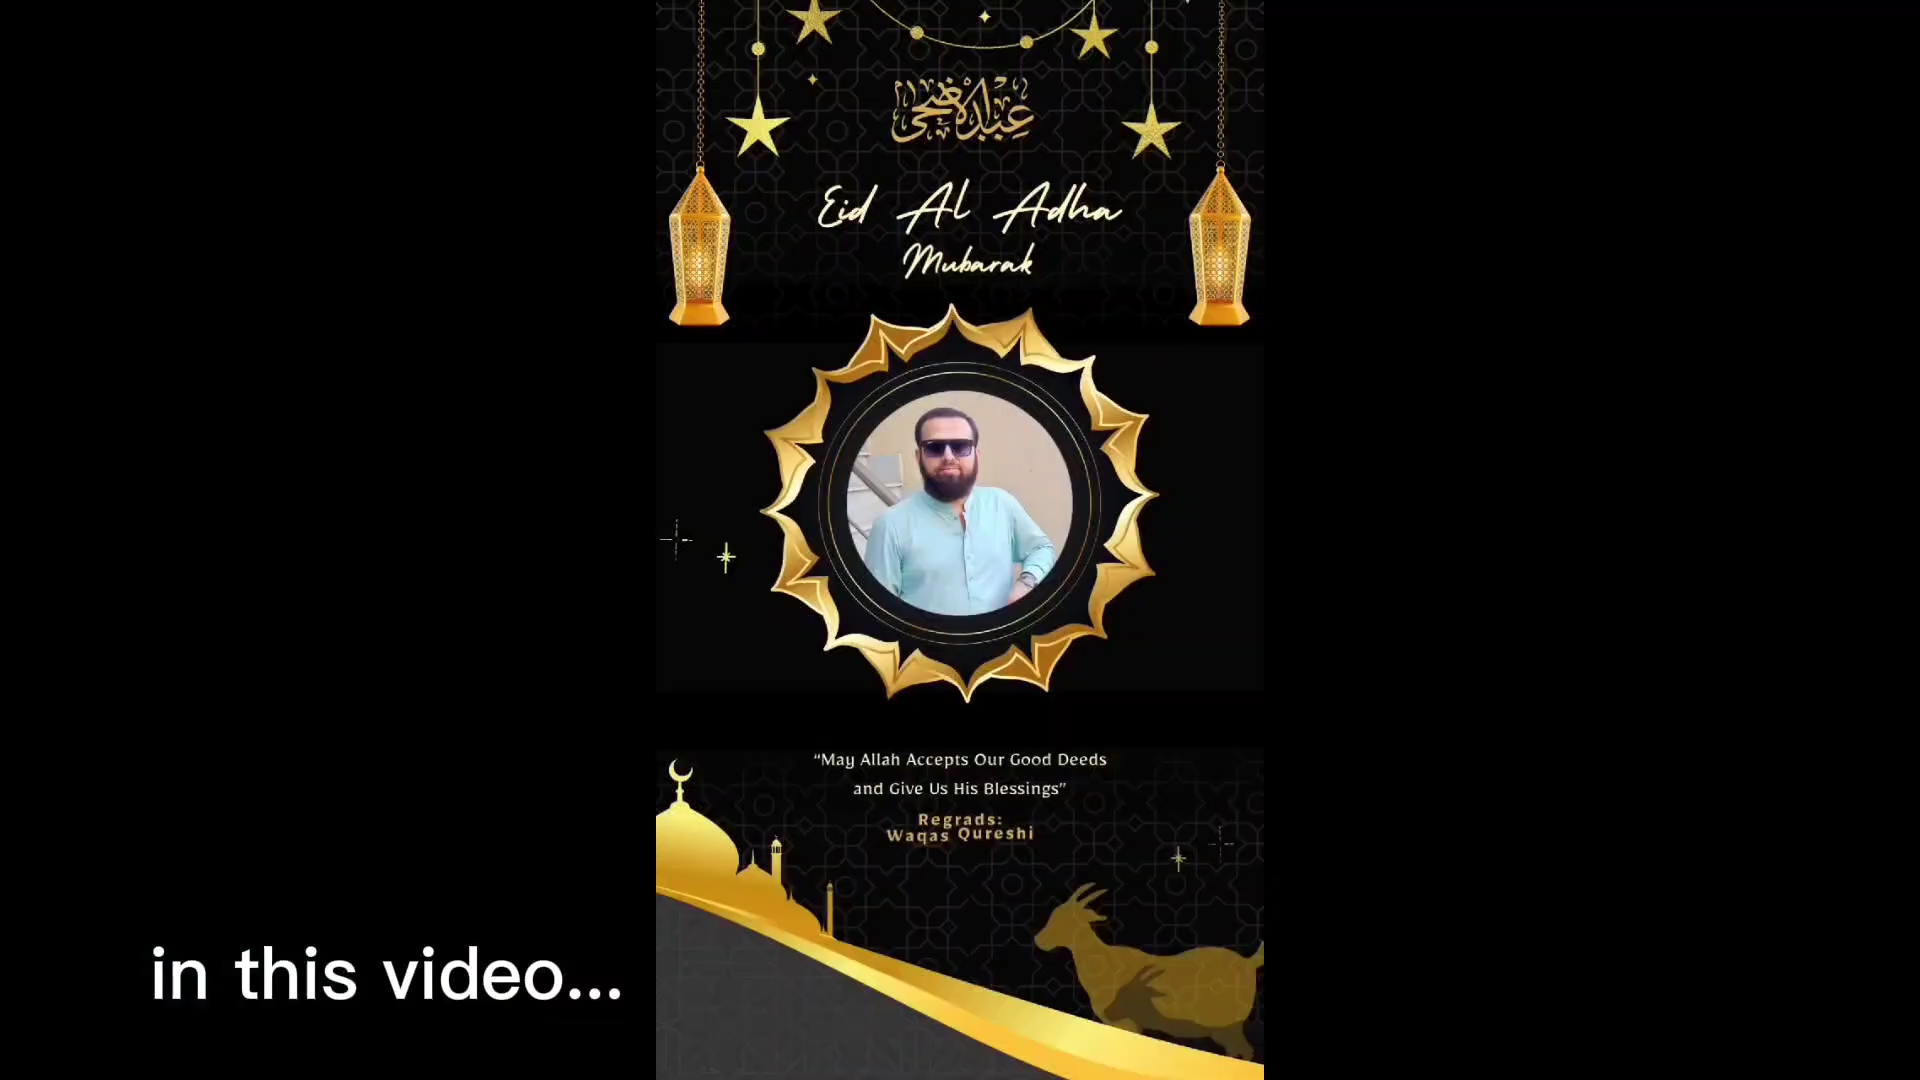 عيد الاضحى
Eid Al Adha
Mubarak
“May Allah Accepts Our Good Deeds
and Give Us His Blessings”
Regrads:
Waqas Qureshi
in this video...